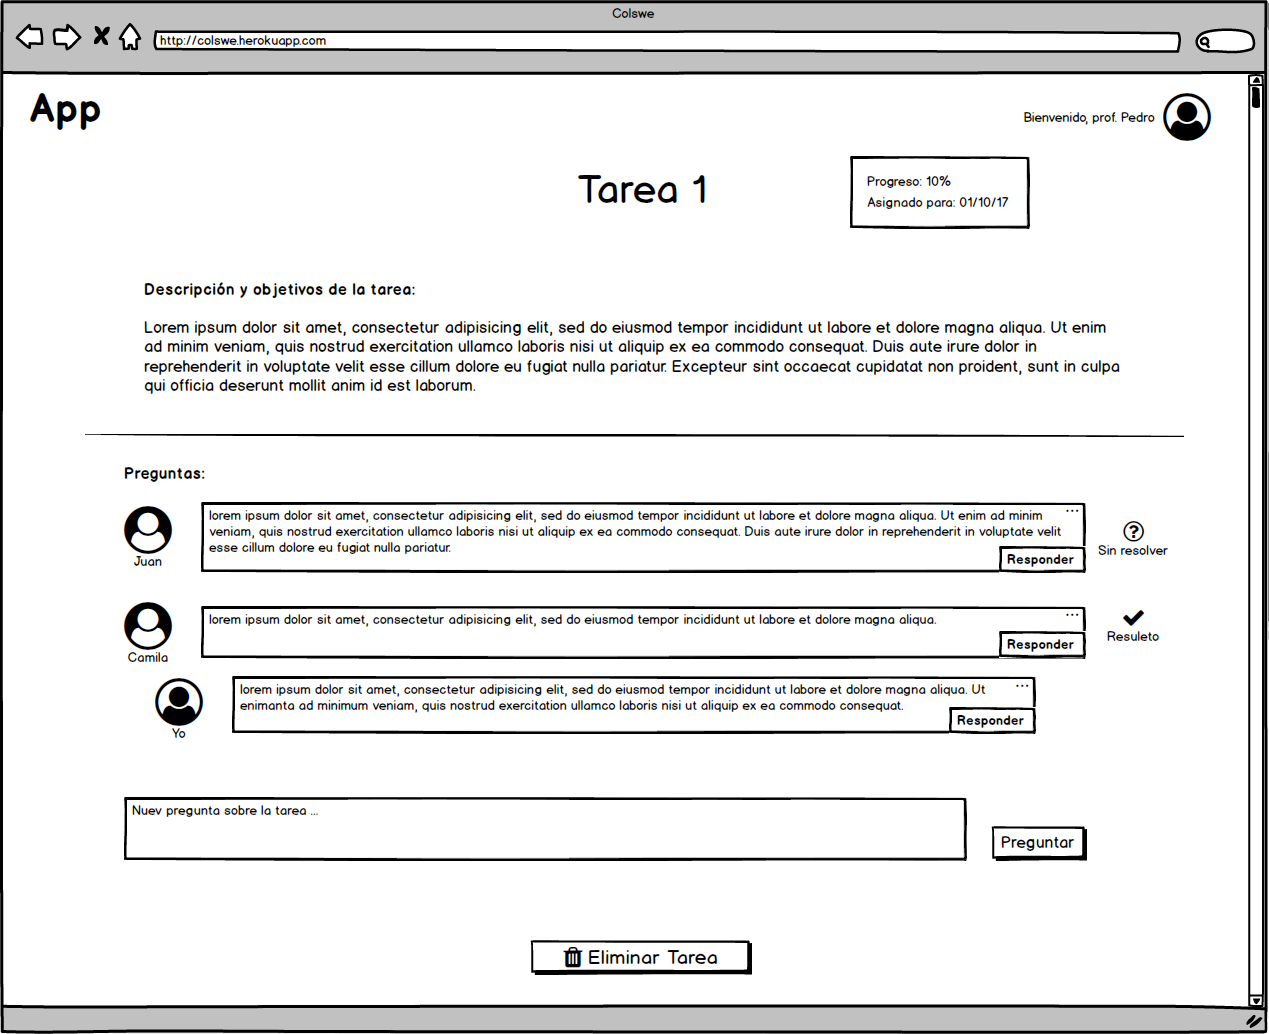 Colswe
http://colswe.herokuapp.com
App
Bienvenido, prof. Pedro
Tarea 1
Progreso: 10%
Asignado para: 01/10/17
Descripción y objetivos de la tarea:
Lorem ipsum dolor sit amet, consectetur adipisicing elit, sed do eiusmod tempor incididunt ut labore et dolore magna aliqua. Ut enim
ad minim veniam, quis nostrud exercitation ullamco laboris nisi ut aliquip ex ea commodo consequat. Duis aute irure dolor in
reprehenderit in voluptate velit esse cillum dolore eu fugiat nulla pariatur. Excepteur sint occaecat cupidatat non proident, sunt in culpa
qui officia deserunt mollit anim id est laborum.
Preguntas:
lorem ipsum dolor sit amet, consectetur adipisicing elit, sed do eiusmod tempor incididunt ut labore et dolore magna aliqua. Ut enim ad minim
veniam, quis nostrud exercitation ullamco laboris nisi ut aliquip ex ea commodo consequat. Duis aute irure dolor in reprehenderit in voluptate velit
esse cillum dolore eu fugiat nulla pariatur.
...
Responder
Juan
Sin resolver
lorem ipsum dolor sit amet, consectetur adipisicing elit, sed do eiusmod tempor incididunt ut labore et dolore magna aliqua.
...
Responder
Camila
Resuleto
lorem ipsum dolor sit amet, consectetur adipisicing elit, sed do eiusmod tempor incididunt ut labore et dolore magna aliqua. Ut
enimanta ad minimum veniam, quis nostrud exercitation ullamco laboris nisi ut aliquip ex ea commodo consequat.
...
Responder
Yo
Nuev pregunta sobre la tarea ...
Preguntar
Eliminar Tarea